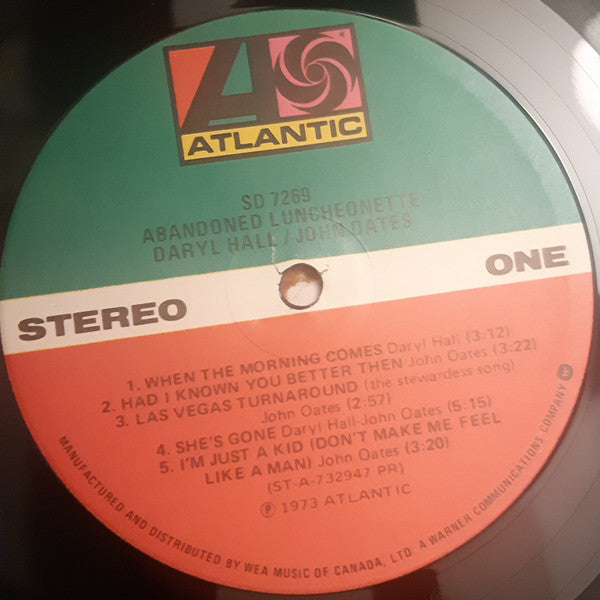 ATLANTIC
SD 7269
ABANDONED LUNCHEONETTE
DARYL HALL / JOHN OATES
STEREO
ONE
1. WHEN THE MORNING COMES Daryl Hall (3:12)
2. HAD I KNOWN YOU BETTER THEN John Oates (3:22)
3. LAS VEGAS TURNAROUND (the stewardess song)
John Oates (2:57)
4. SHE'S GONE Daryl Hall-John Oates (5:15)
5. I'M JUST A KID (DON'T MAKE ME FEEL
LIKE A MAN) John Oates (3:20)
(ST-A-732947 PR)
℗ 1973 ATLANTIC
MANUFACTURED AND DISTRIBUTED BY WEA MUSIC OF CANADA, LTD. A WARNER COMMUNICATIONS COMPANY